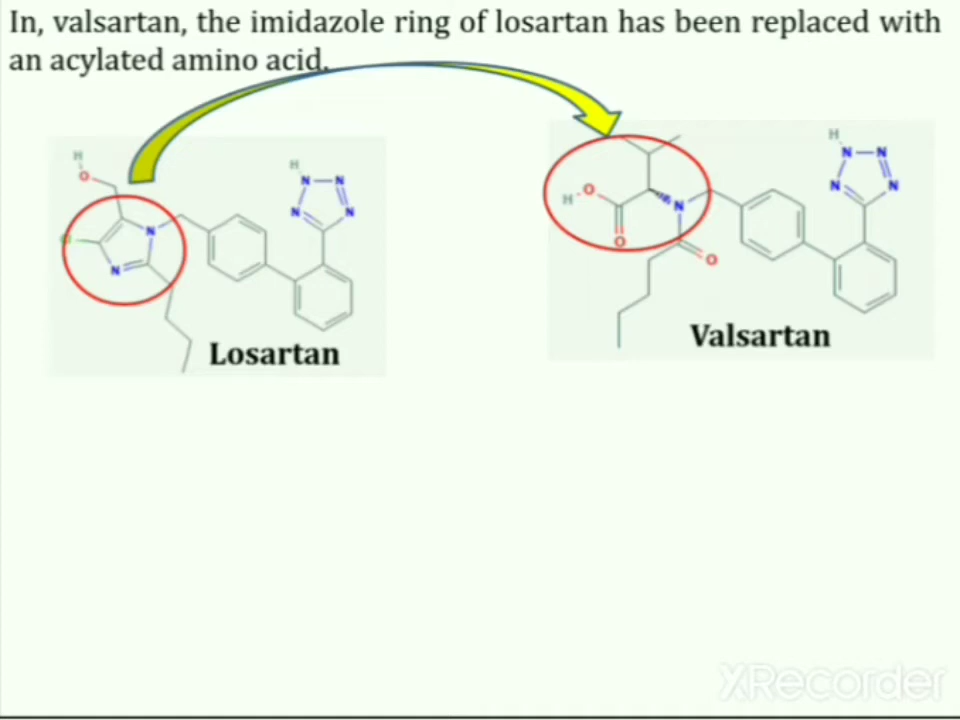 In, valsartan, the imidazole ring of losartan has been replaced with
an acylated amino acid.
H
O
N
N
H
N
N
N
N
Losartan
H
O
O
N
O
H
N
N
N
N
Valsartan
XRecorder